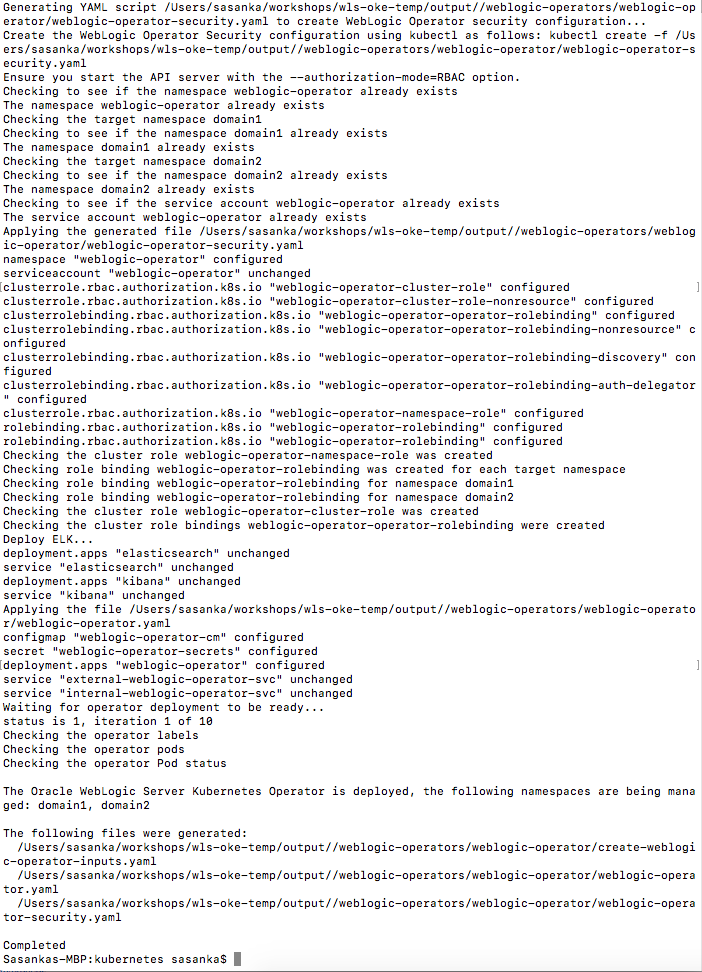 Generating YAML script /Users/sasanka/workshops/wls-oke-temp/output//weblogic-operators/weblogic-op
erator/weblogic-operator-security.yaml to create WebLogic Operator security configuration...
Create the WebLogic Operator Security configuration using kubectl as follows: kubectl create -f /Us
ers/sasanka/workshops/wls-oke-temp/output//weblogic-operators/weblogic-operator/weblogic-operator-s
ecurity.yaml
Ensure you start the API server with the --authorization-mode=RBAC option.
Checking to see if the namespace weblogic-operator already exists
The namespace weblogic-operator already exists
Checking the target namespace domain1
Checking to see if the namespace domain1 already exists
The namespace domain1 already exists
Checking the target namespace domain2
Checking to see if the namespace domain2 already exists
The namespace domain2 already exists
Checking to see if the service account weblogic-operator already exists
The service account weblogic-operator already exists
Applying the generated file /Users/sasanka/workshops/wls-oke-temp/output//weblogic-operators/weblog
ic-operator/weblogic-operator-security.yaml
namespace "weblogic-operator" configured
serviceaccount "weblogic-operator" unchanged
[clusterrole.rbac.authorization.k8s.io "weblogic-operator-cluster-role" configured ]
clusterrole.rbac.authorization.k8s.io "weblogic-operator-cluster-role-nonresource" configured
clusterrolebinding.rbac.authorization.k8s.io "weblogic-operator-operator-rolebinding" configured
clusterrolebinding.rbac.authorization.k8s.io "weblogic-operator-operator-rolebinding-nonresource" c
onfigured
clusterrolebinding.rbac.authorization.k8s.io "weblogic-operator-operator-rolebinding-discovery" con
figured
clusterrolebinding.rbac.authorization.k8s.io "weblogic-operator-operator-rolebinding-auth-delegator
" configured
clusterrole.rbac.authorization.k8s.io "weblogic-operator-namespace-role" configured
rolebinding.rbac.authorization.k8s.io "weblogic-operator-rolebinding" configured
rolebinding.rbac.authorization.k8s.io "weblogic-operator-rolebinding" configured
Checking the cluster role weblogic-operator-namespace-role was created
Checking role binding weblogic-operator-rolebinding was created for each target namespace
Checking role binding weblogic-operator-rolebinding for namespace domain1
Checking role binding weblogic-operator-rolebinding for namespace domain2
Checking the cluster role weblogic-operator-cluster-role was created
Checking the cluster role bindings weblogic-operator-operator-rolebinding were created
Deploy ELK...
deployment.apps "elasticsearch" unchanged
service "elasticsearch" unchanged
deployment.apps "kibana" unchanged
service "kibana" unchanged
Applying the file /Users/sasanka/workshops/wls-oke-temp/output//weblogic-operators/weblogic-operato
r/weblogic-operator.yaml
configmap "weblogic-operator-cm" configured
secret "weblogic-operator-secrets" configured
[deployment.apps "weblogic-operator" configured ]
service "external-weblogic-operator-svc" unchanged
service "internal-weblogic-operator-svc" unchanged
Waiting for operator deployment to be ready...
status is 1, iteration 1 of 10
Checking the operator labels
Checking the operator pods
Checking the operator Pod status
The Oracle WebLogic Server Kubernetes Operator is deployed, the following namespaces are being mana
ged: domain1, domain2
The following files were generated:
/Users/sasanka/workshops/wls-oke-temp/output//weblogic-operators/weblogic-operator/create-weblogi
c-operator-inputs.yaml
/Users/sasanka/workshops/wls-oke-temp/output//weblogic-operators/weblogic-operator/weblogic-opera
tor.yaml
/Users/sasanka/workshops/wls-oke-temp/output//weblogic-operators/weblogic-operator/weblogic-opera
tor-security.yaml
Completed
Sasankas-MBP:kubernetes sasanka$